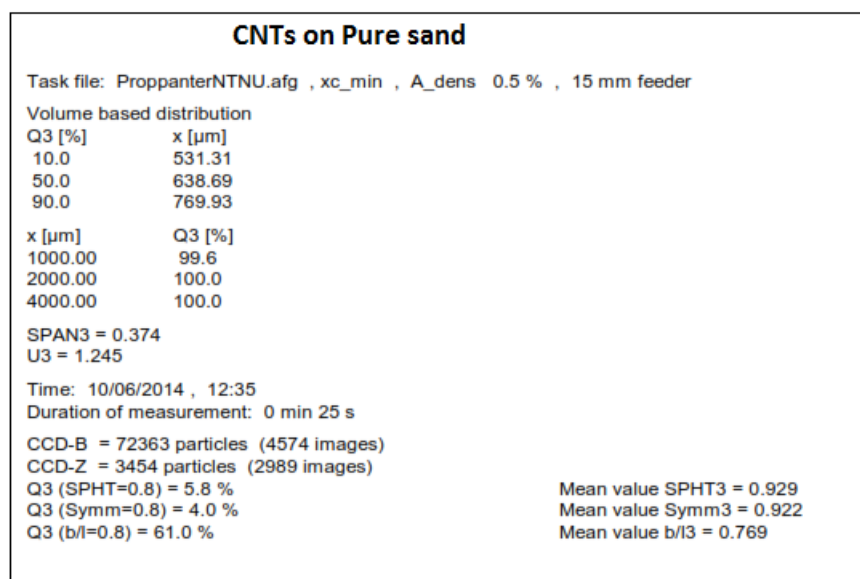 CNTs on Pure sand
Task file: ProppanterNTNU.afg , xc_min , A_dens 0.5 % , 15 mm feeder
Volume based distribution
Q3 [%] x [µm]
10.0 531.31
50.0 638.69
90.0 769.93
x [µm] Q3 [%]
1000.00 99.6
2000.00 100.0
4000.00 100.0
SPAN3 = 0.374
U3 = 1.245
Time: 10/06/2014 , 12:35
Duration of measurement: 0 min 25 s
CCD-B = 72363 particles (4574 images)
CCD-Z = 3454 particles (2989 images)
Q3 (SPHT=0.8) = 5.8 % Mean value SPHT3 = 0.929
Q3 (Symm=0.8) = 4.0 % Mean value Symm3 = 0.922
Q3 (b/l=0.8) = 61.0 % Mean value b/l3 = 0.769